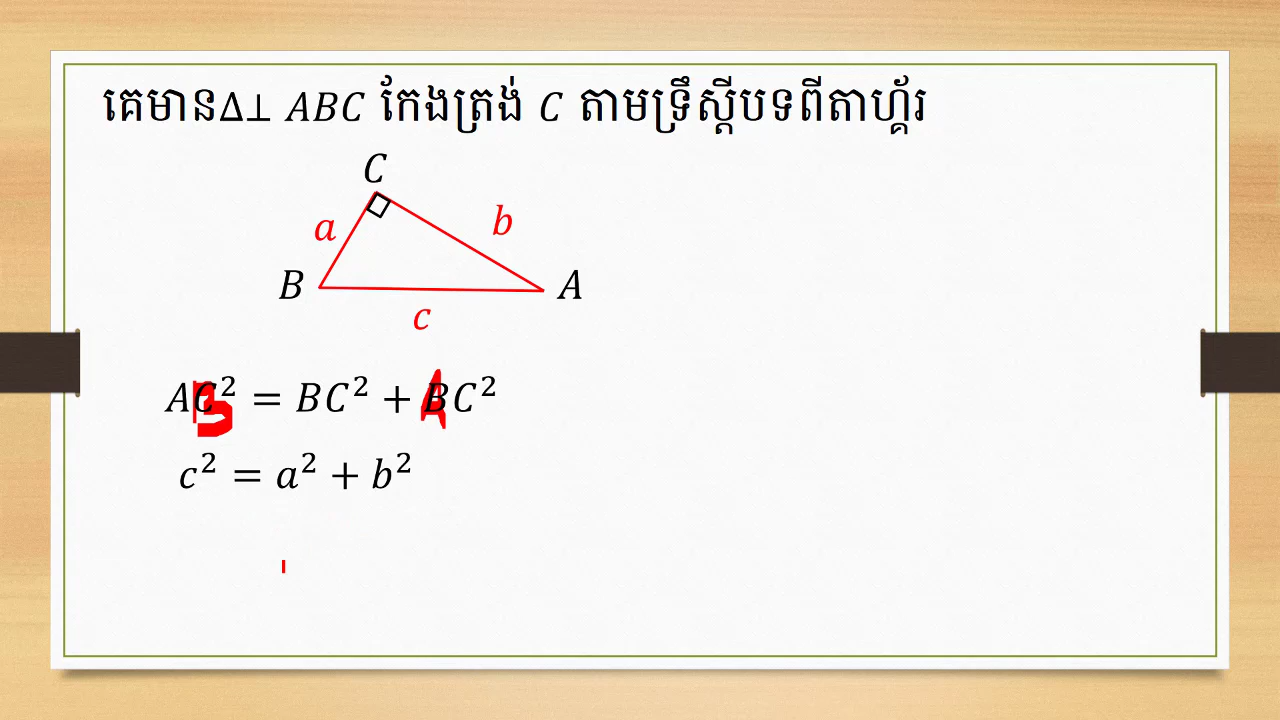 គេមានΔ⊥ ABC កែងត្រង់ C តាមទ្រឹស្តីបទពីតាហ្គ័រ
C
a
b
B
A
c
AC² = BC² + BC²
B A
c² = a² + b²